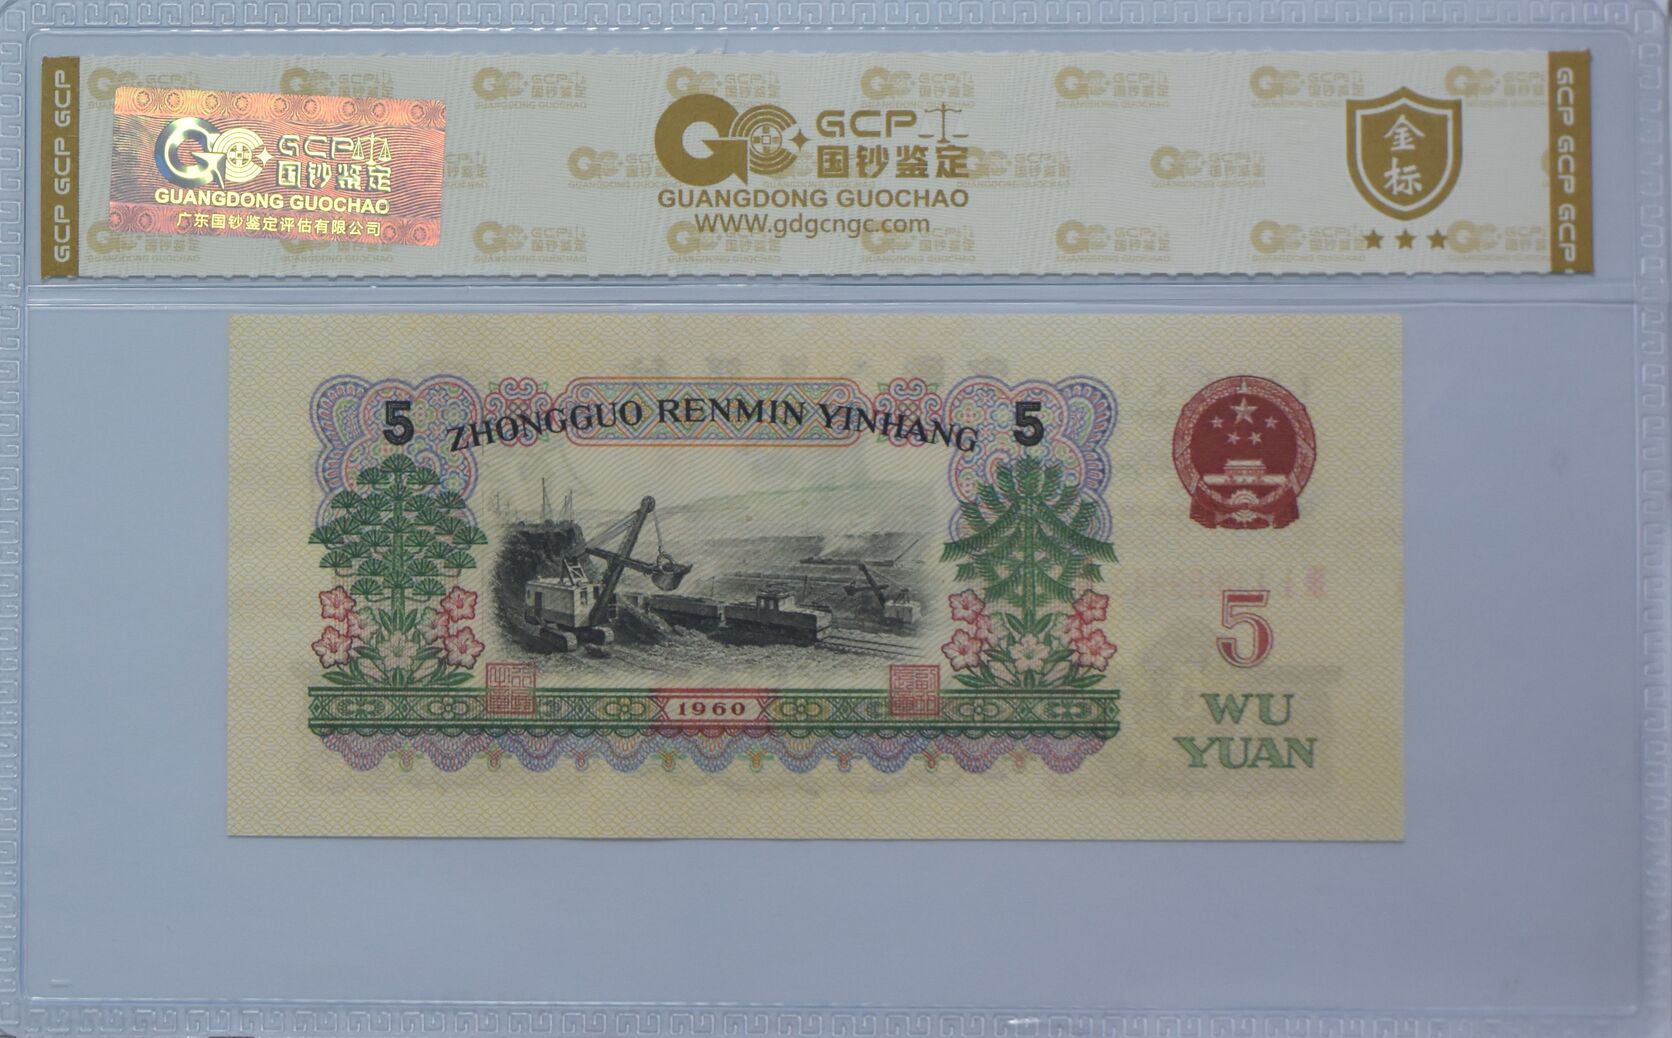 GCP GCP GCP
GCP 国钞鉴定
GUANGDONG GUOCHAO
广东国钞鉴定评估有限公司
GCP
国钞鉴定
GUANGDONG GUOCHAO
WWW.gdgcngc.com
金标
GCP GCP GCP
5 ZHONGGUO RENMIN YINHANG 5
1960
5
WU
YUAN